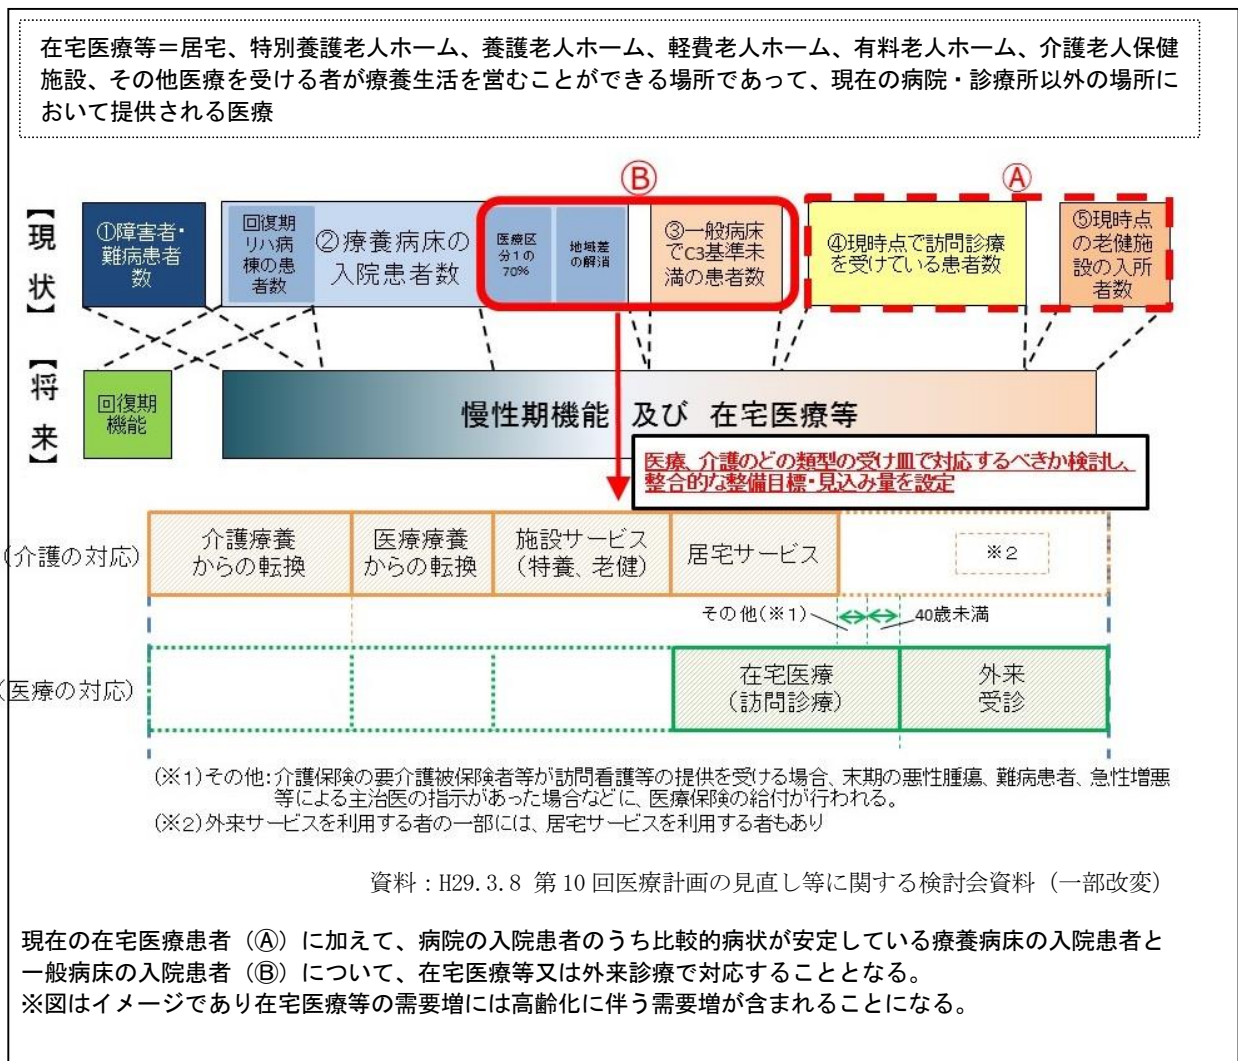 在宅医療等＝居宅、特別養護老人ホーム、養護老人ホーム、軽費老人ホーム、有料老人ホーム、介護老人保健
施設、その他医療を受ける者が療養生活を営むことができる場所であって、現在の病院・診療所以外の場所に
おいて提供される医療
Ⓑ
Ⓐ
【現状】
①障害者・
難病患者
数
回復期
リハ病
棟の患
者数
②療養病床の
入院患者数
医療区
分1の
70%
地域差
の解消
③一般病床
でC3基準未
満の患者数
④現時点で訪問診療
を受けている患者数
⑤現時点
の老健施
設の入所
者数
【将来】
回復期
機能
慢性期機能 及び 在宅医療等
医療、介護のどの類型の受け皿で対応するべきか検討し、
整合的な整備目標・見込み量を設定
(介護の対応)
介護療養
からの転換
医療療養
からの転換
施設サービス
(特養、老健)
居宅サービス
※2
その他(※1)
40歳未満
(医療の対応)
在宅医療
(訪問診療)
外来
受診
(※1)その他:介護保険の要介護被保険者等が訪問看護等の提供を受ける場合、末期の悪性腫瘍、難病患者、急性増悪
等による主治医の指示があった場合などに、医療保険の給付が行われる。
(※2)外来サービスを利用する者の一部には、居宅サービスを利用する者もあり
資料：H29.3.8 第10回医療計画の見直し等に関する検討会資料（一部改変）
現在の在宅医療患者（Ⓐ）に加えて、病院の入院患者のうち比較的病状が安定している療養病床の入院患者と
一般病床の入院患者（Ⓑ）について、在宅医療等又は外来診療で対応することとなる。
※図はイメージであり在宅医療等の需要増には高齢化に伴う需要増が含まれることになる。